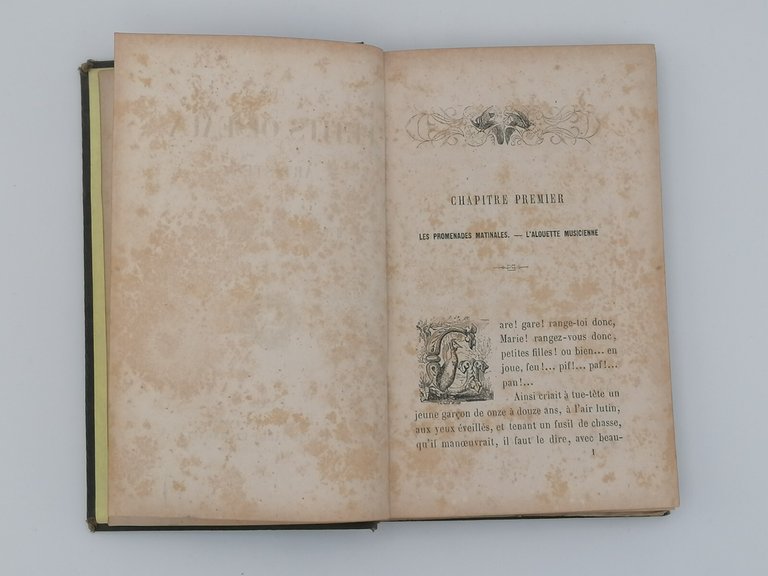 CHAPITRE PREMIER
LES PROMENADES MATINALES. — L'ALOUETTE MUSICIENNE
Gare! gare! range-toi donc,
Marie! rangez-vous donc,
petites filles! ou bien... en
joue, feu!... pif!... paf!...
pan!...
Ainsi criait à tue-tête un
jeune garçon de onze à douze ans, à l'air lutin,
aux yeux éveillés, et tenant un fusil de chasse,
qu'il manœuvrait, il faut le dire, avec beau-
1